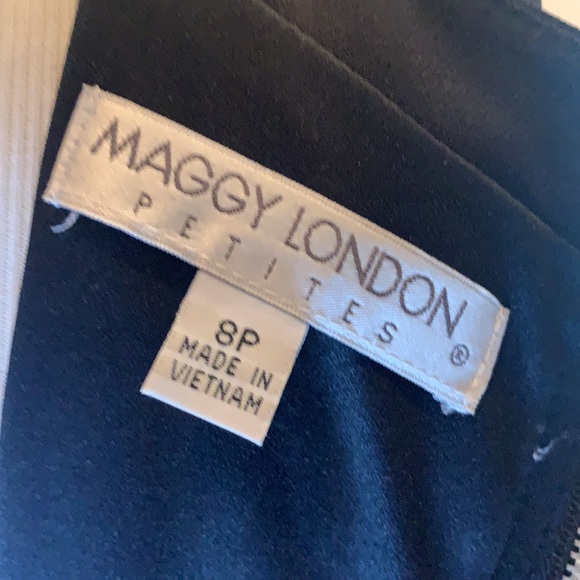 MAGGY LONDON
PETITES ®
8P
MADE IN
VIETNAM